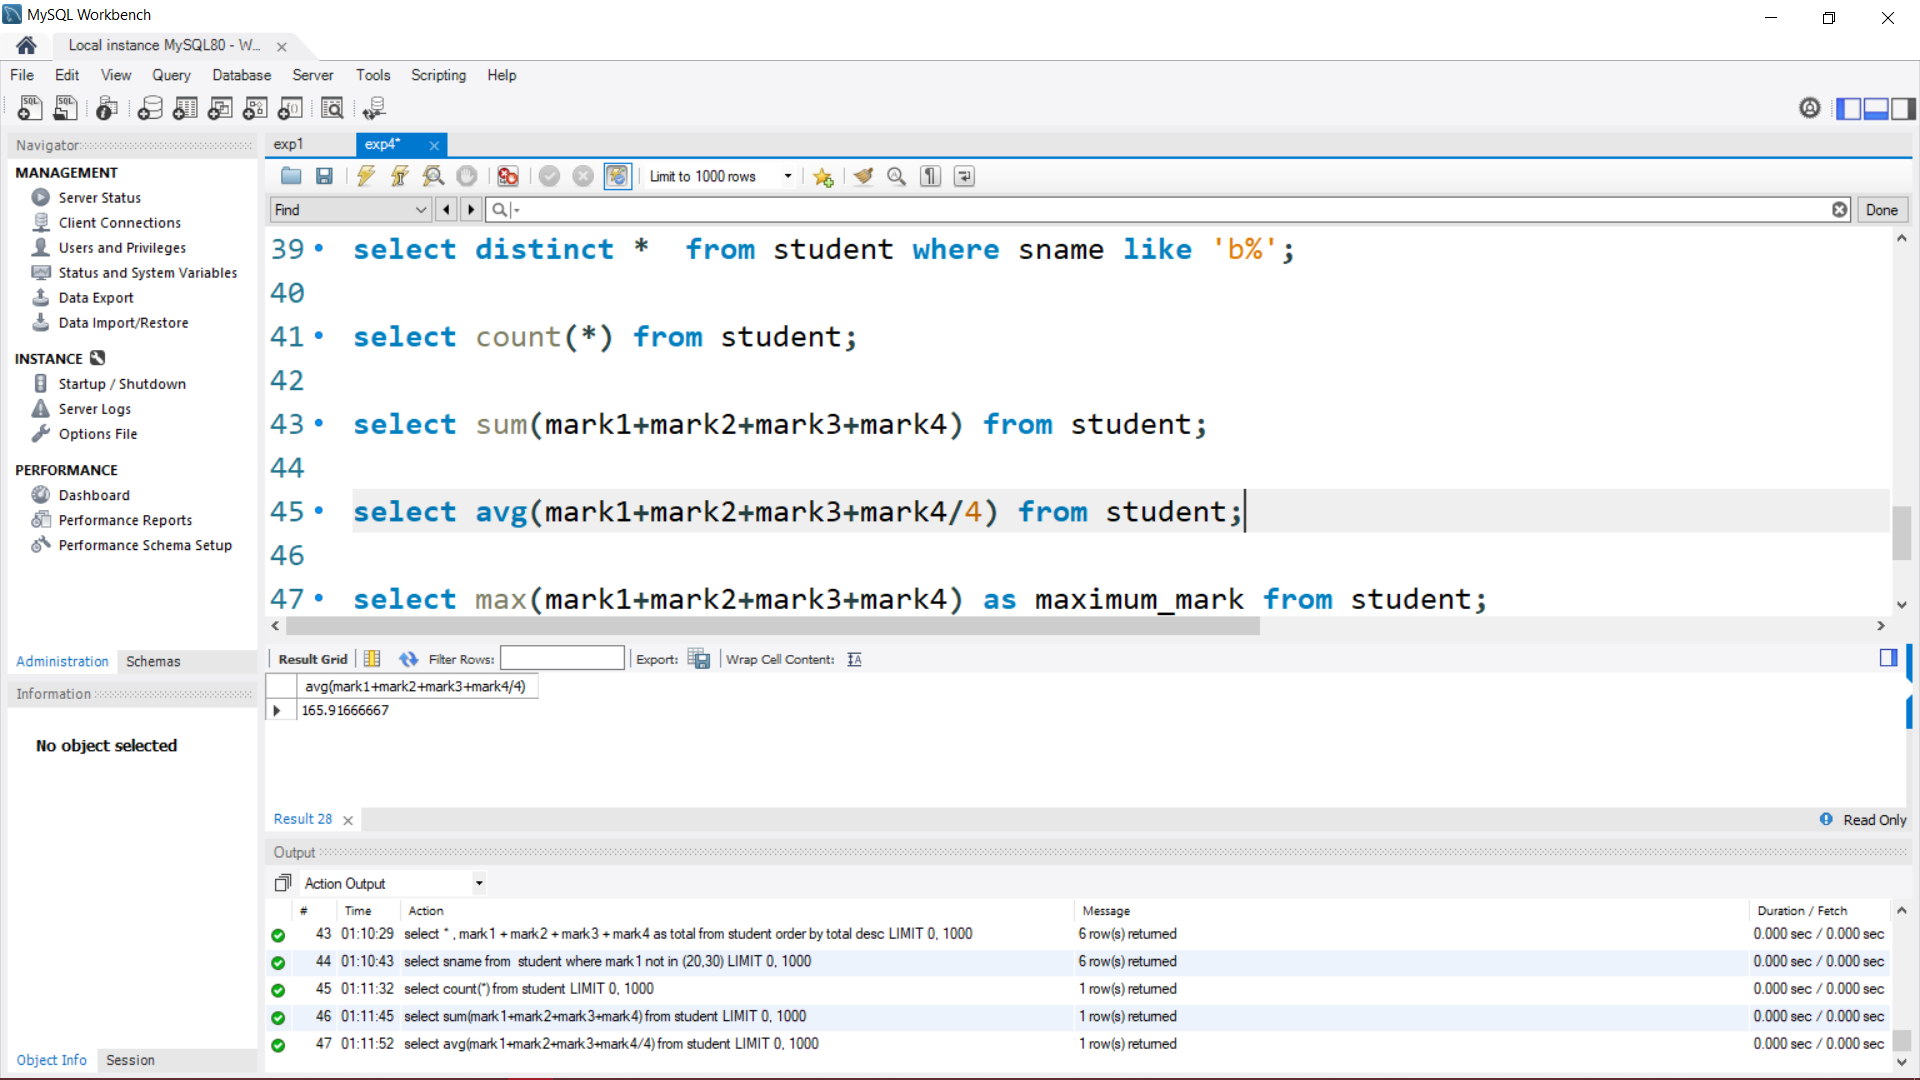 MySQL Workbench
Local instance MySQL80 - W...
File Edit View Query Database Server Tools Scripting Help
Navigator
MANAGEMENT
Server Status
Client Connections
Users and Privileges
Status and System Variables
Data Export
Data Import/Restore
INSTANCE
Startup / Shutdown
Server Logs
Options File
PERFORMANCE
Dashboard
Performance Reports
Performance Schema Setup
Administration Schemas
Information
No object selected
Object Info Session
exp1 exp4*
Limit to 1000 rows
Find Done
39 select distinct *  from student where sname like 'b%';
40
41 select count(*) from student;
42
43 select sum(mark1+mark2+mark3+mark4) from student;
44
45 select avg(mark1+mark2+mark3+mark4/4) from student;
46
47 select max(mark1+mark2+mark3+mark4) as maximum_mark from student;
Result Grid Filter Rows: Export: Wrap Cell Content:
avg(mark1+mark2+mark3+mark4/4)
165.91666667
Result 28 Read Only
Output
Action Output
# Time Action Message Duration / Fetch
43 01:10:29 select * , mark1 + mark2 + mark3 + mark4 as total from student order by total desc LIMIT 0, 1000 6 row(s) returned 0.000 sec / 0.000 sec
44 01:10:43 select sname from  student where mark1 not in (20,30) LIMIT 0, 1000 6 row(s) returned 0.000 sec / 0.000 sec
45 01:11:32 select count(*) from student LIMIT 0, 1000 1 row(s) returned 0.000 sec / 0.000 sec
46 01:11:45 select sum(mark1+mark2+mark3+mark4) from student LIMIT 0, 1000 1 row(s) returned 0.000 sec / 0.000 sec
47 01:11:52 select avg(mark1+mark2+mark3+mark4/4) from student LIMIT 0, 1000 1 row(s) returned 0.000 sec / 0.000 sec